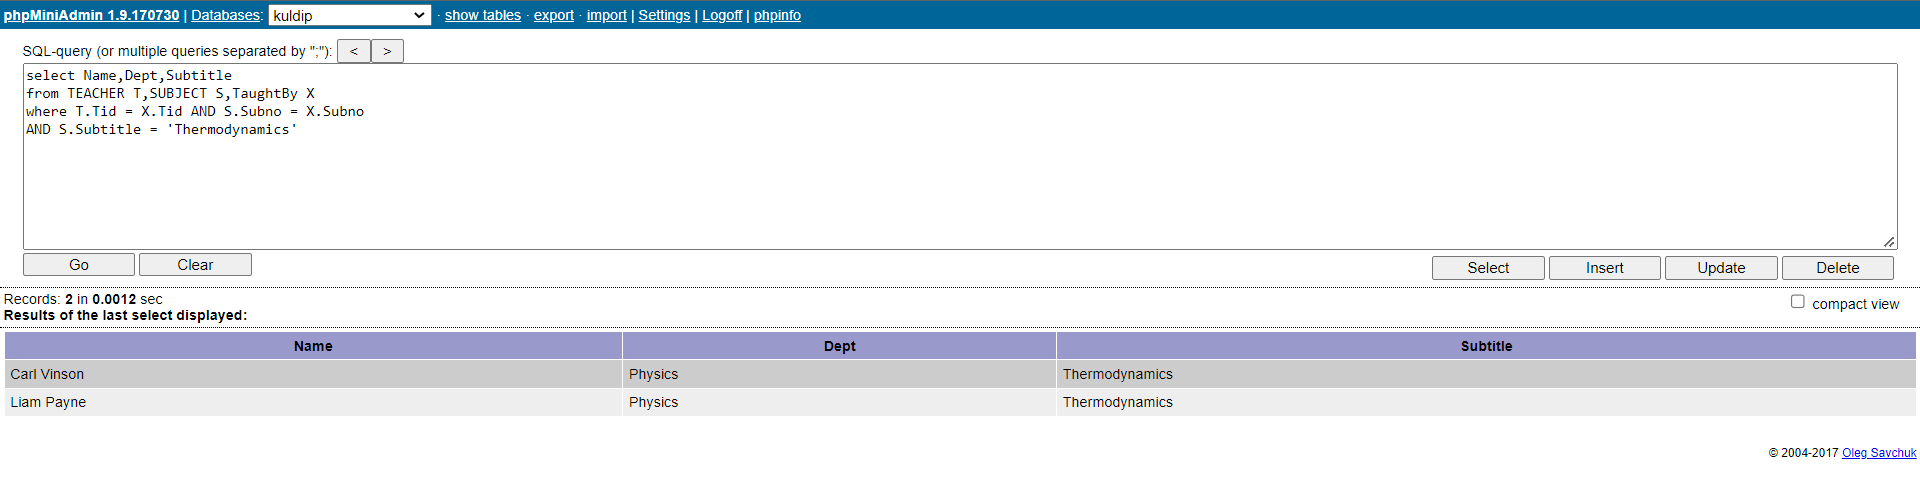 phpMiniAdmin 1.9.170730 | Databases: kuldip · show tables · export · import | Settings | Logoff | phpinfo
SQL-query (or multiple queries separated by ";"): < >
select Name,Dept,Subtitle
from TEACHER T,SUBJECT S,TaughtBy X
where T.Tid = X.Tid AND S.Subno = X.Subno
AND S.Subtitle = 'Thermodynamics'
Go Clear Select Insert Update Delete
Records: 2 in 0.0012 sec compact view
Results of the last select displayed:
Name Dept Subtitle
Carl Vinson Physics Thermodynamics
Liam Payne Physics Thermodynamics
© 2004-2017 Oleg Savchuk